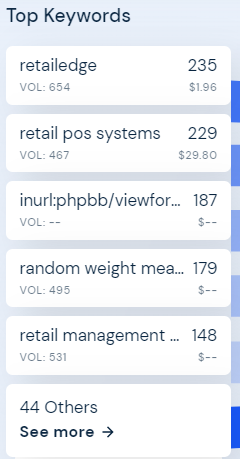 Top Keywords
retailedge 235
VOL: 654 $1.96
retail pos systems 229
VOL: 467 $29.80
inurl:phpbb/viewfor... 187
VOL: -- $--
random weight mea... 179
VOL: 495 $--
retail management ... 148
VOL: 531 $--
44 Others
See more →